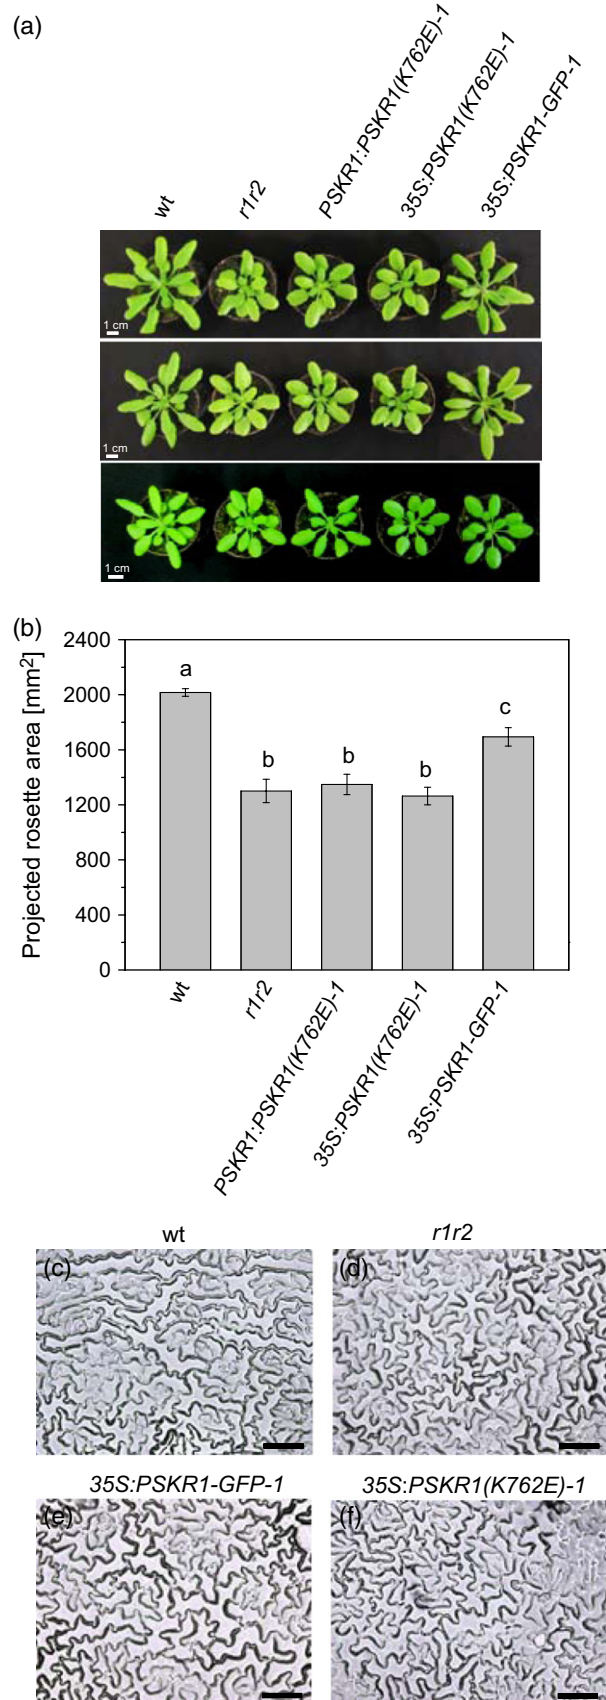 (a)
wt
r1r2
PSKR1:PSKR1(K762E)-1
35S:PSKR1(K762E)-1
35S:PSKR1-GFP-1
1 cm
1 cm
1 cm
(b)
Projected rosette area [mm²]
2400
2000
1600
1200
800
400
0
a
b
b
b
c
wt
r1r2
PSKR1:PSKR1(K762E)-1
35S:PSKR1(K762E)-1
35S:PSKR1-GFP-1
wt
r1r2
(c)
(d)
35S:PSKR1-GFP-1
35S:PSKR1(K762E)-1
(e)
(f)